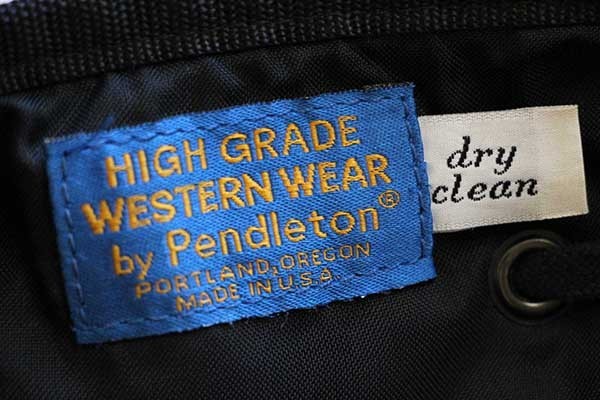 HIGH GRADE
WESTERN WEAR
by Pendleton®
PORTLAND, OREGON
MADE IN U.S.A.
dry
clean